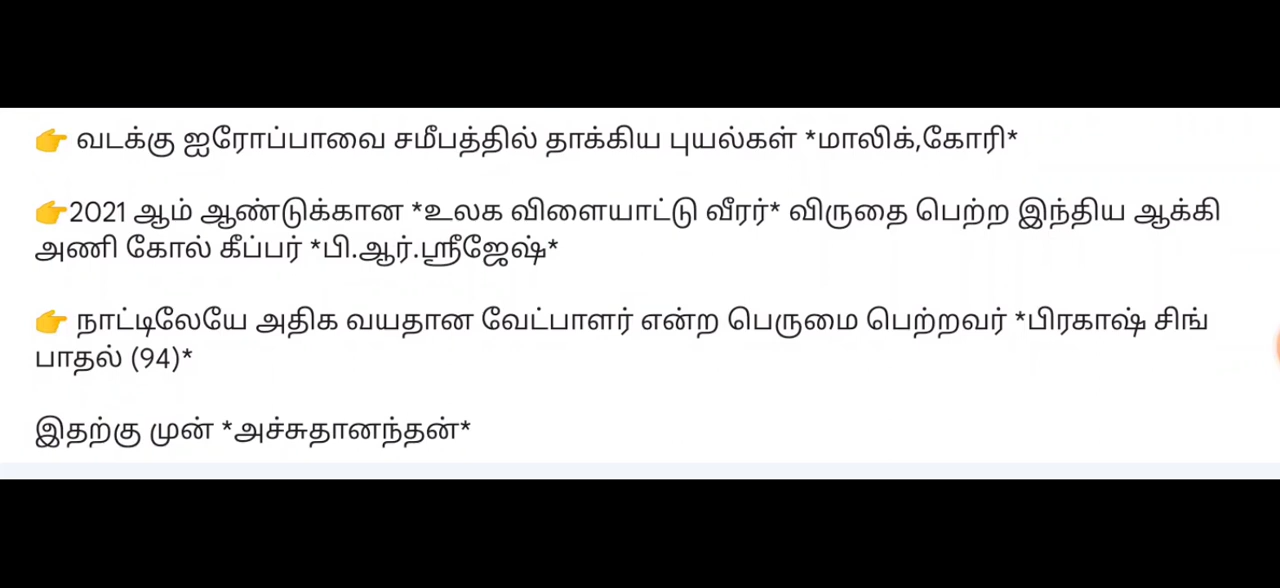 👉 வடக்கு ஐரோப்பாவை சமீபத்தில் தாக்கிய புயல்கள் *மாலிக்,கோரி*
👉2021 ஆம் ஆண்டுக்கான *உலக விளையாட்டு வீரர்* விருதை பெற்ற இந்திய ஆக்கி
அணி கோல் கீப்பர் *பி.ஆர்.ஸ்ரீஜேஷ்*
👉 நாட்டிலேயே அதிக வயதான வேட்பாளர் என்ற பெருமை பெற்றவர் *பிரகாஷ் சிங்
பாதல் (94)*
இதற்கு முன் *அச்சுதானந்தன்*